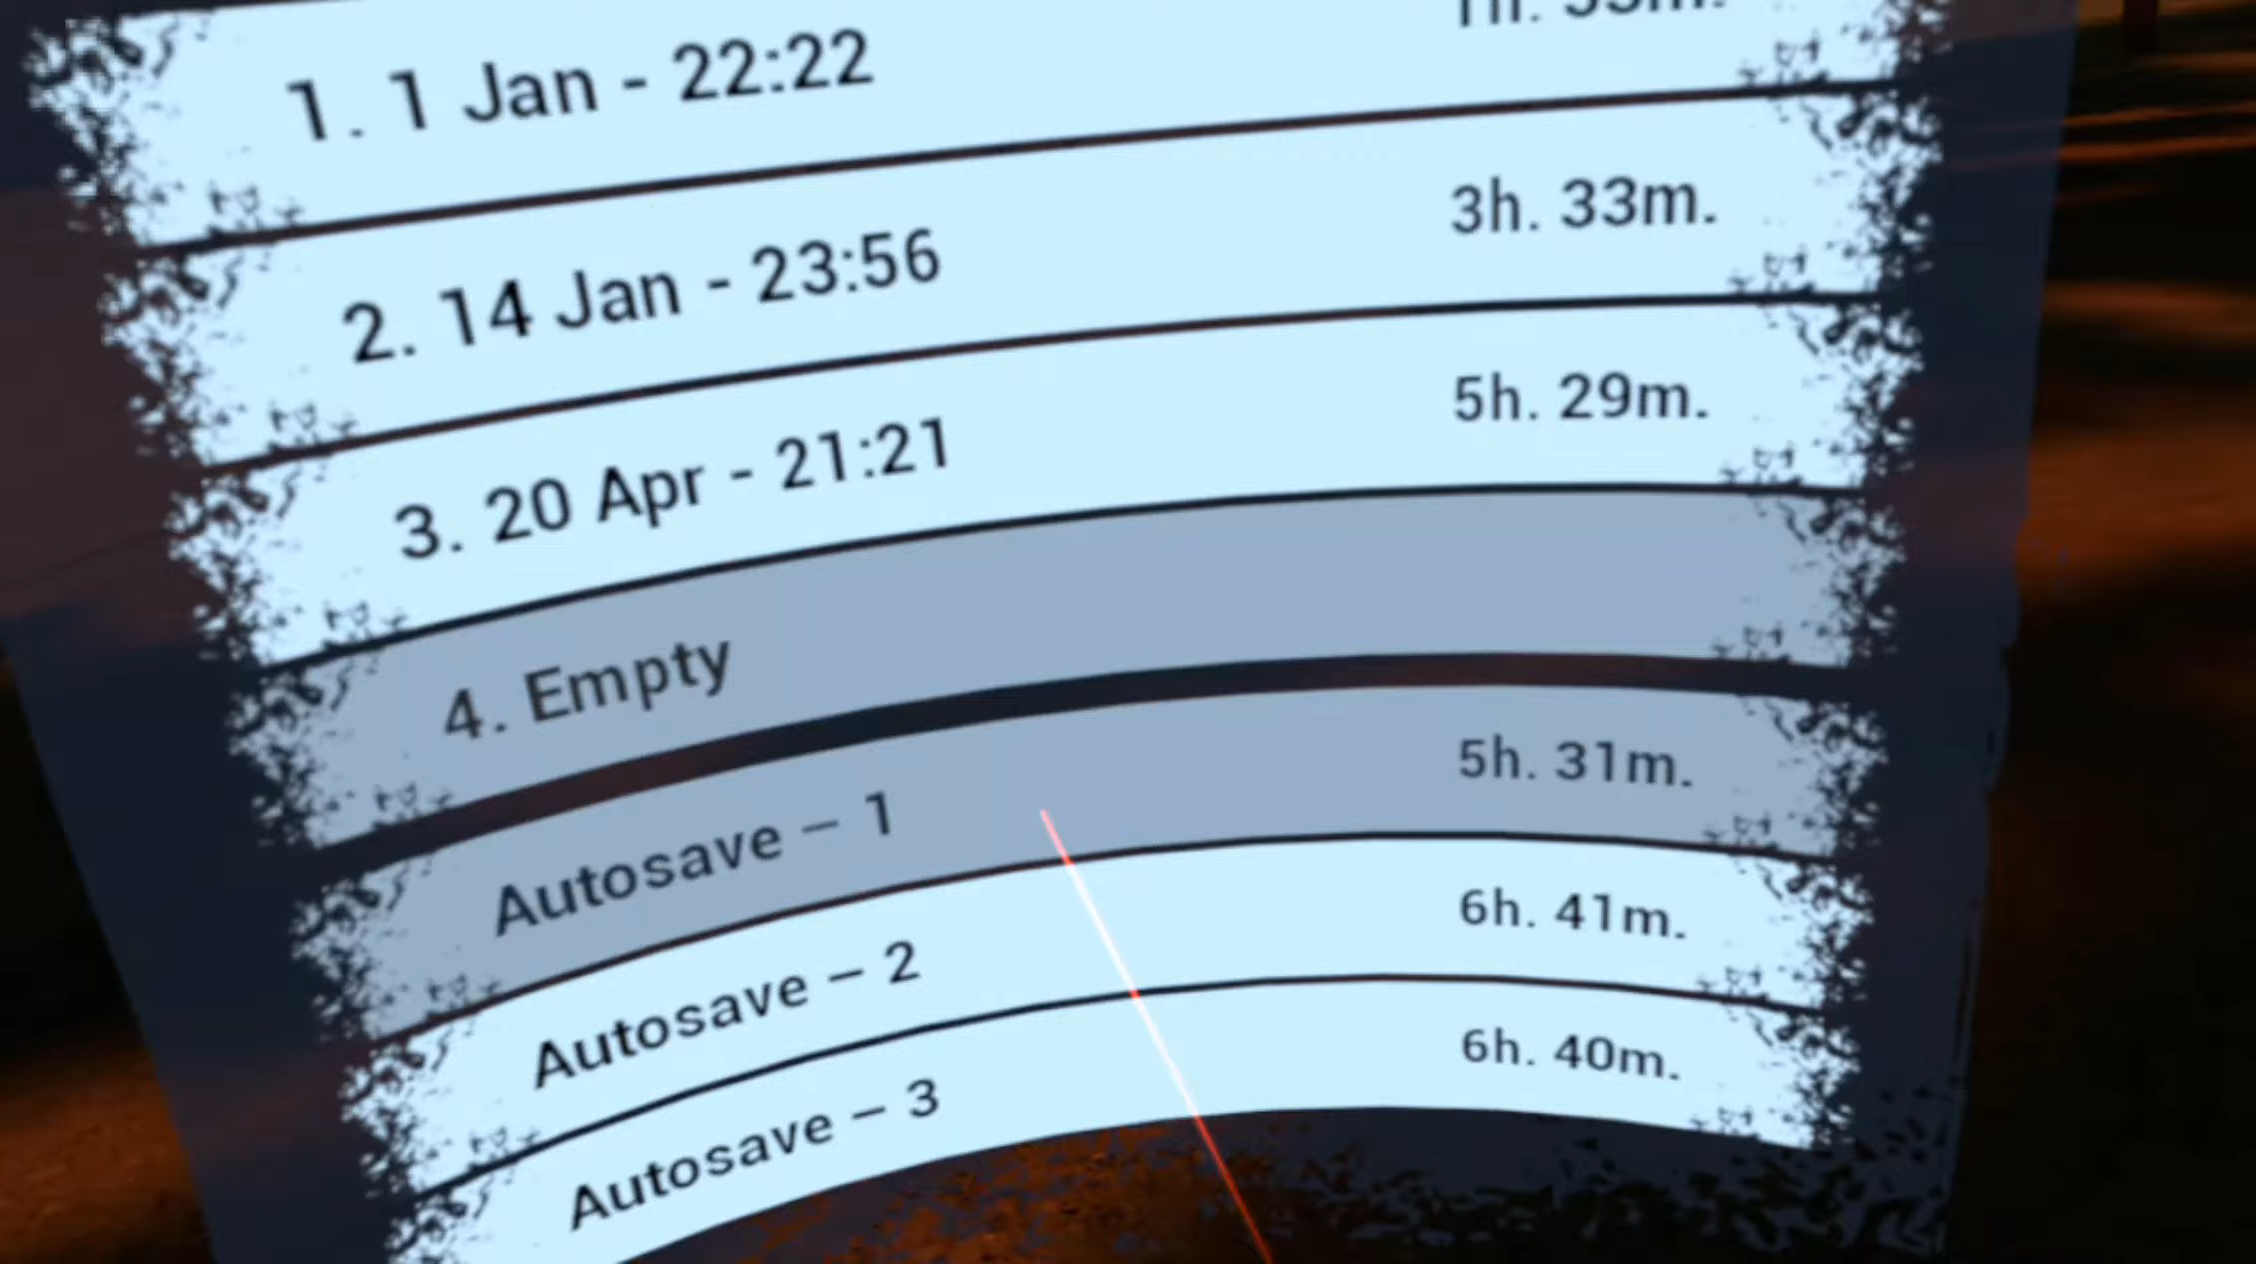 1. 1 Jan - 22:22
2. 14 Jan - 23:56 3h. 33m.
3. 20 Apr - 21:21 5h. 29m.
4. Empty
Autosave – 1 5h. 31m.
Autosave – 2 6h. 41m.
Autosave – 3 6h. 40m.